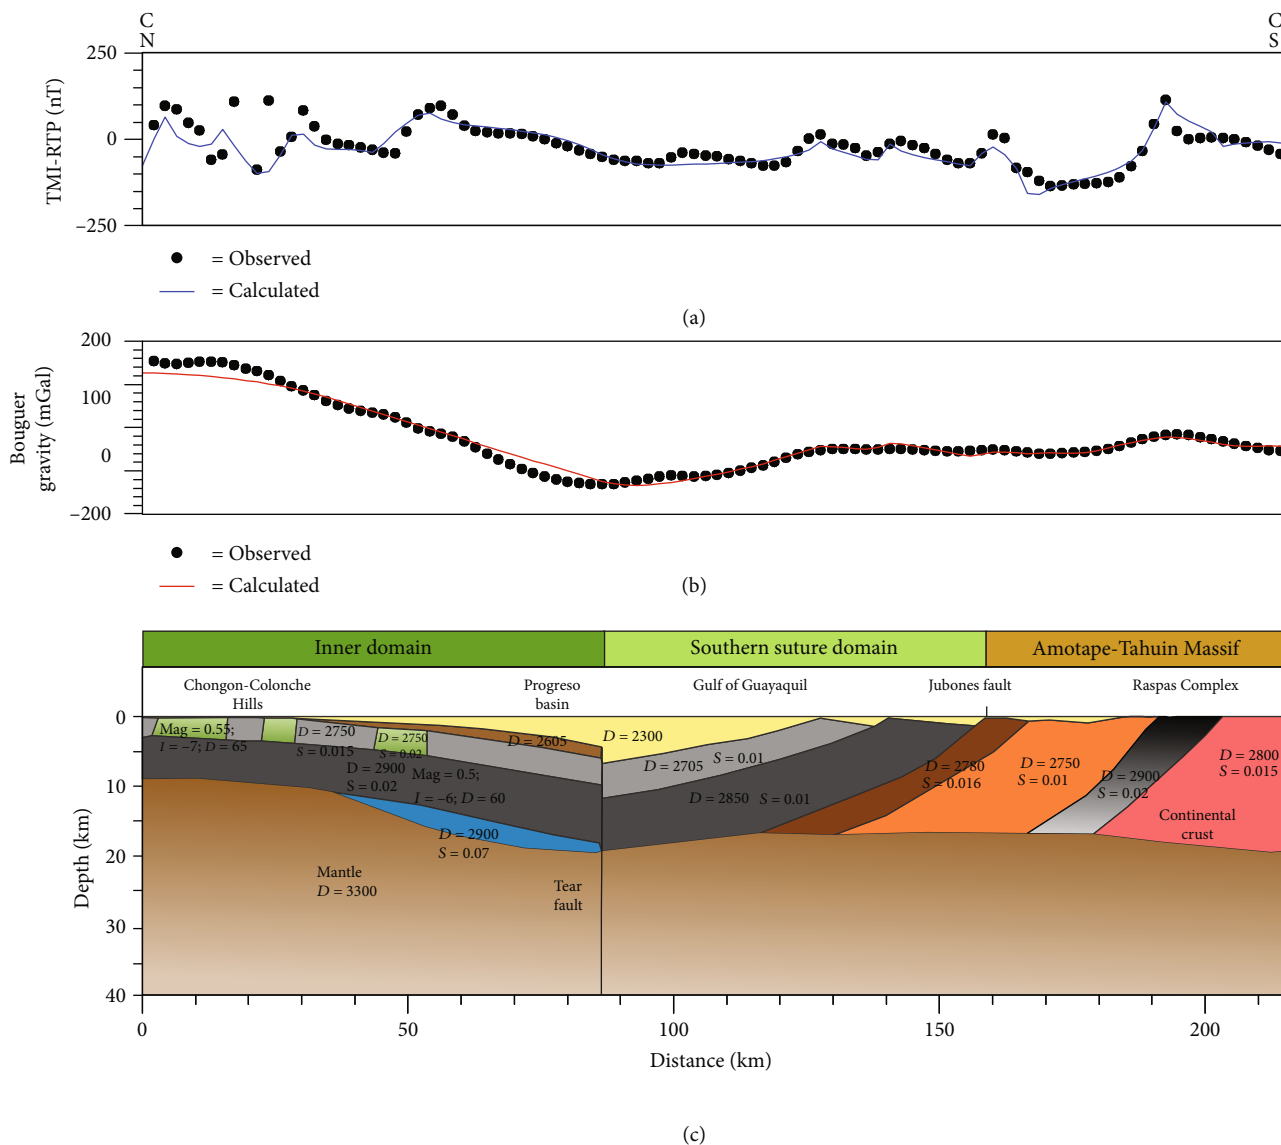 C
N
C
S
250
0
−250
TMI-RTP (nT)
= Observed
= Calculated
(a)
200
100
0
−200
Bouguer
gravity (mGal)
= Observed
= Calculated
(b)
Inner domain
Southern suture domain
Amotape-Tahuin Massif
Chongon-Colonche
Hills
Progreso
basin
Gulf of Guayaquil
Jubones fault
Raspas Complex
Mag = 0.55;
I = −7; D = 65
D = 2750
S = 0.015
D = 2750
S = 0.02
D = 2605
D = 2300
D = 2900
S = 0.02
Mag = 0.5;
I = −6; D = 60
D = 2705
S = 0.01
D = 2850
S = 0.01
D = 2780
S = 0.016
D = 2750
S = 0.01
D = 2900
S = 0.02
D = 2800
S = 0.015
Continental
crust
D = 2900
S = 0.07
Mantle
D = 3300
Tear
fault
0
10
20
30
40
Depth (km)
0
50
100
150
200
Distance (km)
(c)